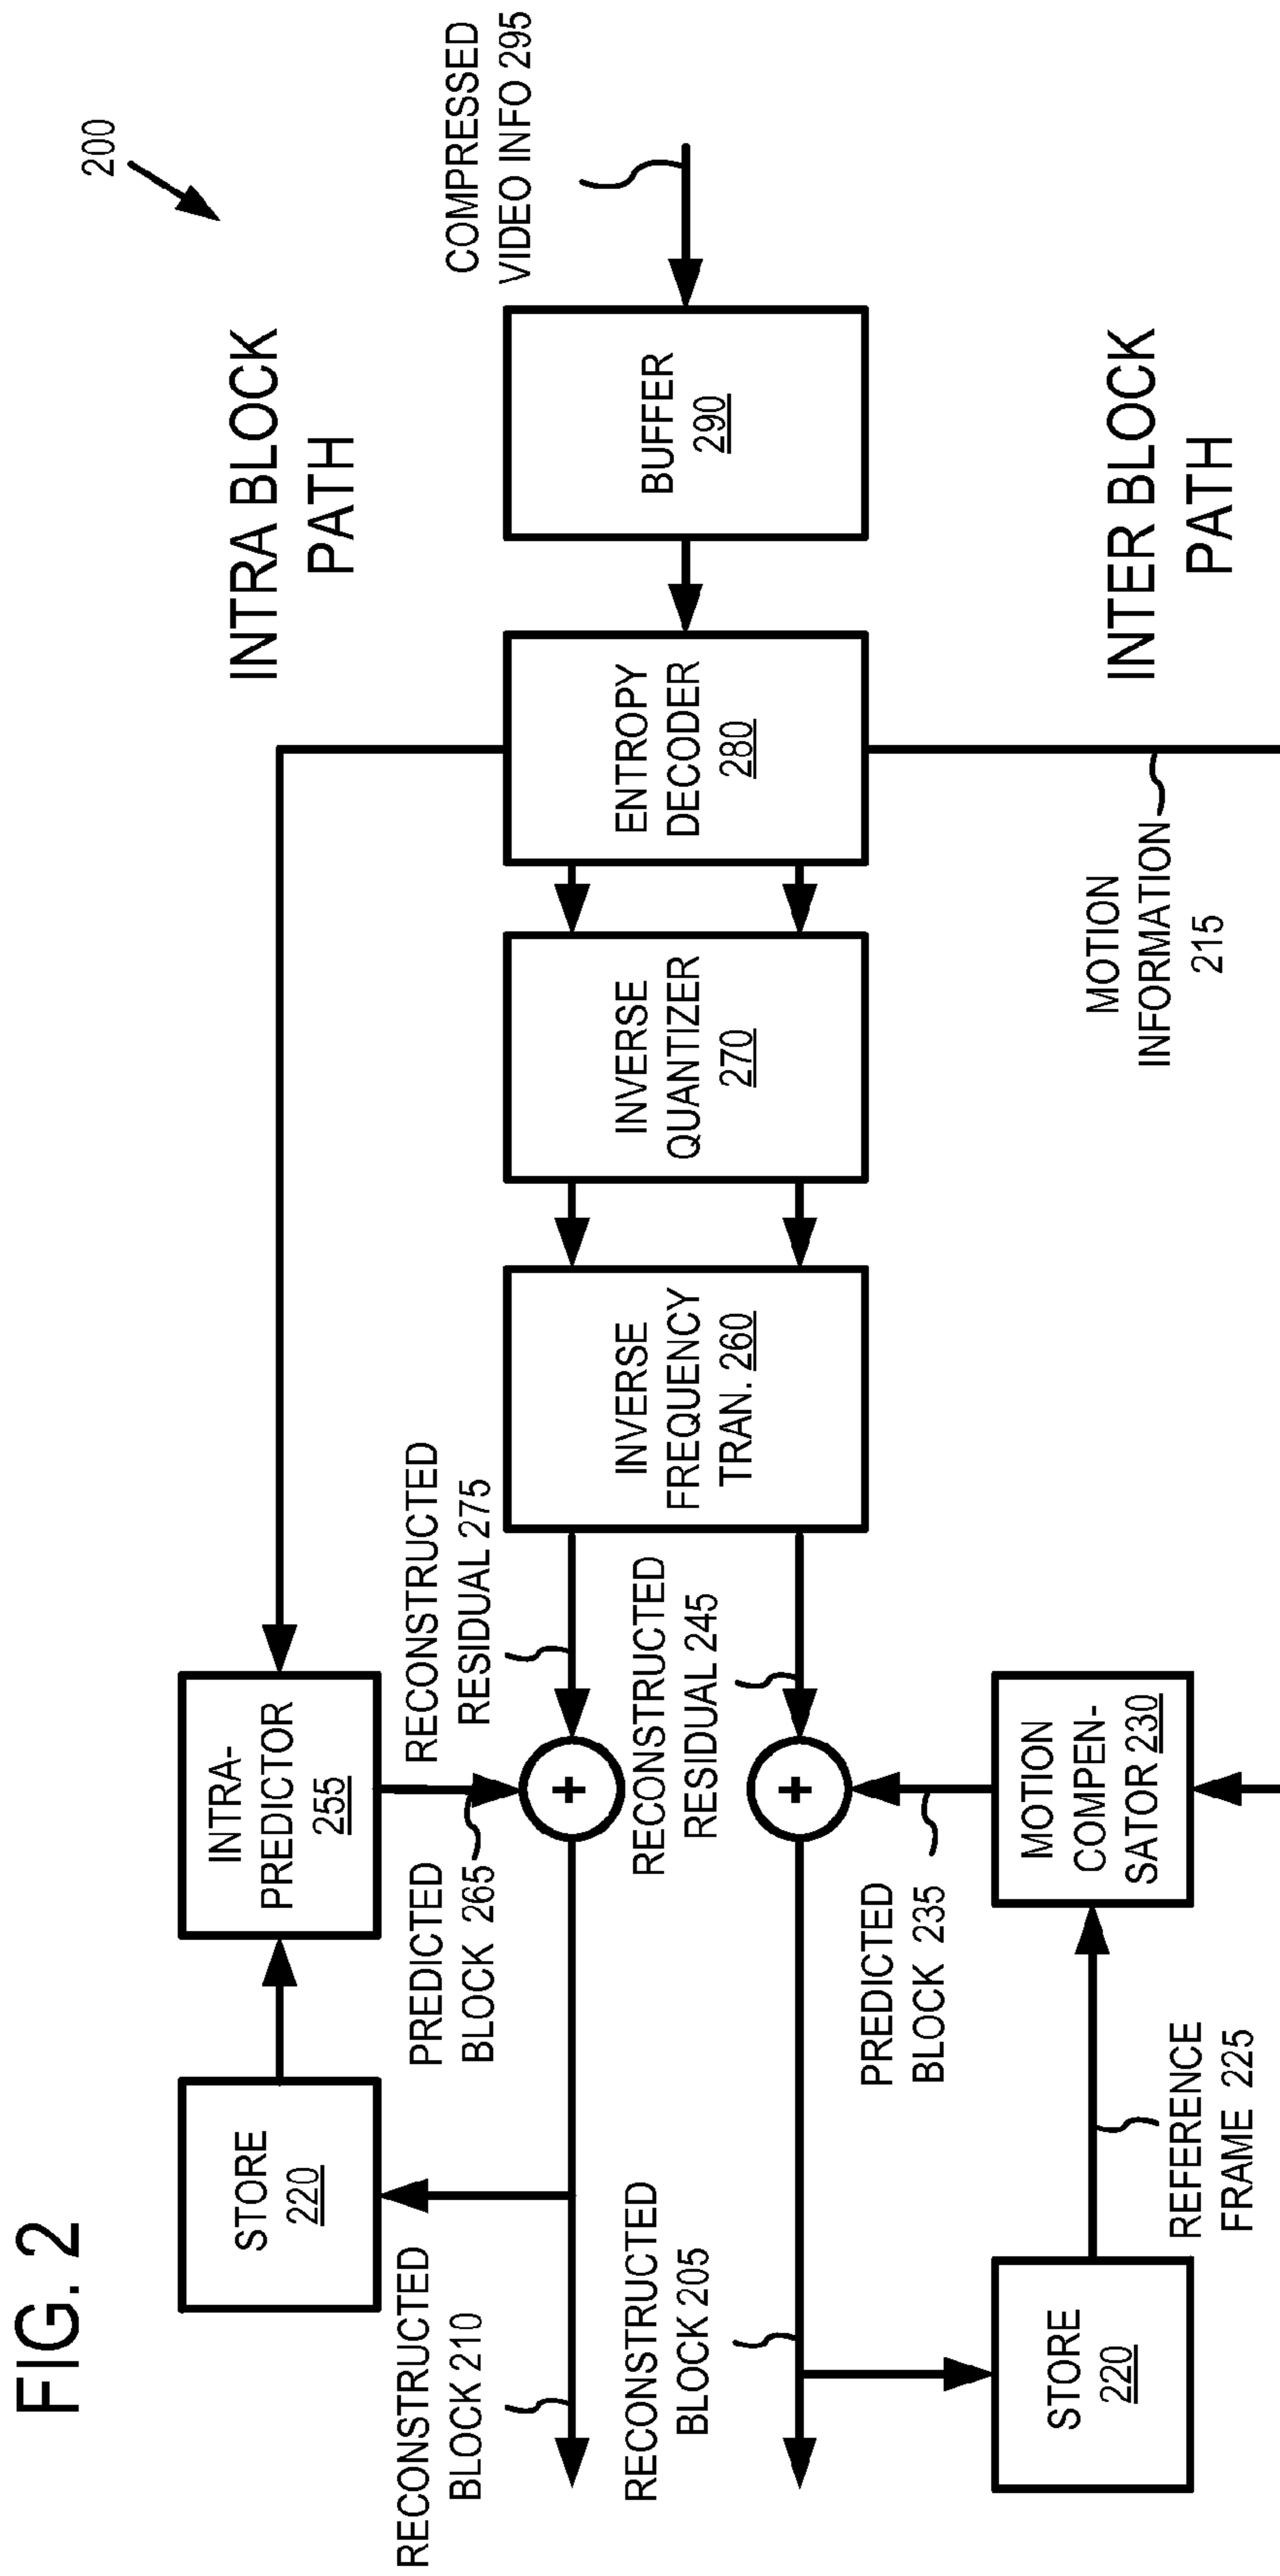 FIG. 2
200
INTRA BLOCK
PATH
COMPRESSED
VIDEO INFO 295
BUFFER
290
ENTROPY
DECODER
280
INVERSE
QUANTIZER
270
INVERSE
FREQUENCY
TRAN. 260
INTRA-
PREDICTOR
255
STORE
220
RECONSTRUCTED
RESIDUAL 275
PREDICTED
BLOCK 265
+
RECONSTRUCTED
BLOCK 210
RECONSTRUCTED
RESIDUAL 245
+
RECONSTRUCTED
BLOCK 205
PREDICTED
BLOCK 235
MOTION
COMPEN-
SATOR 230
STORE
220
REFERENCE
FRAME 225
MOTION
INFORMATION
215
INTER BLOCK
PATH